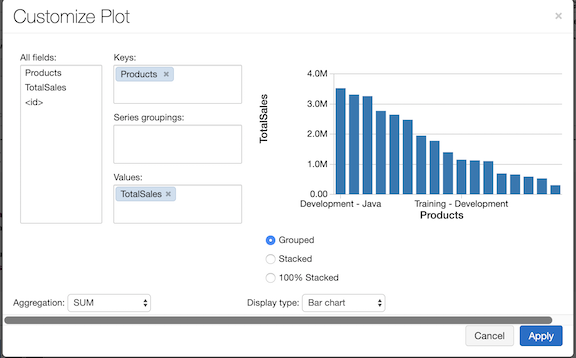 Customize Plot ×
All fields:
Products
TotalSales
<id>
Keys:
Products ×
Series groupings:
Values:
TotalSales ×
TotalSales
4.0M
3.0M
2.0M
1.0M
0.00
Development - Java Training - Development
Products
Grouped
Stacked
100% Stacked
Aggregation: SUM
Display type: Bar chart
Cancel Apply